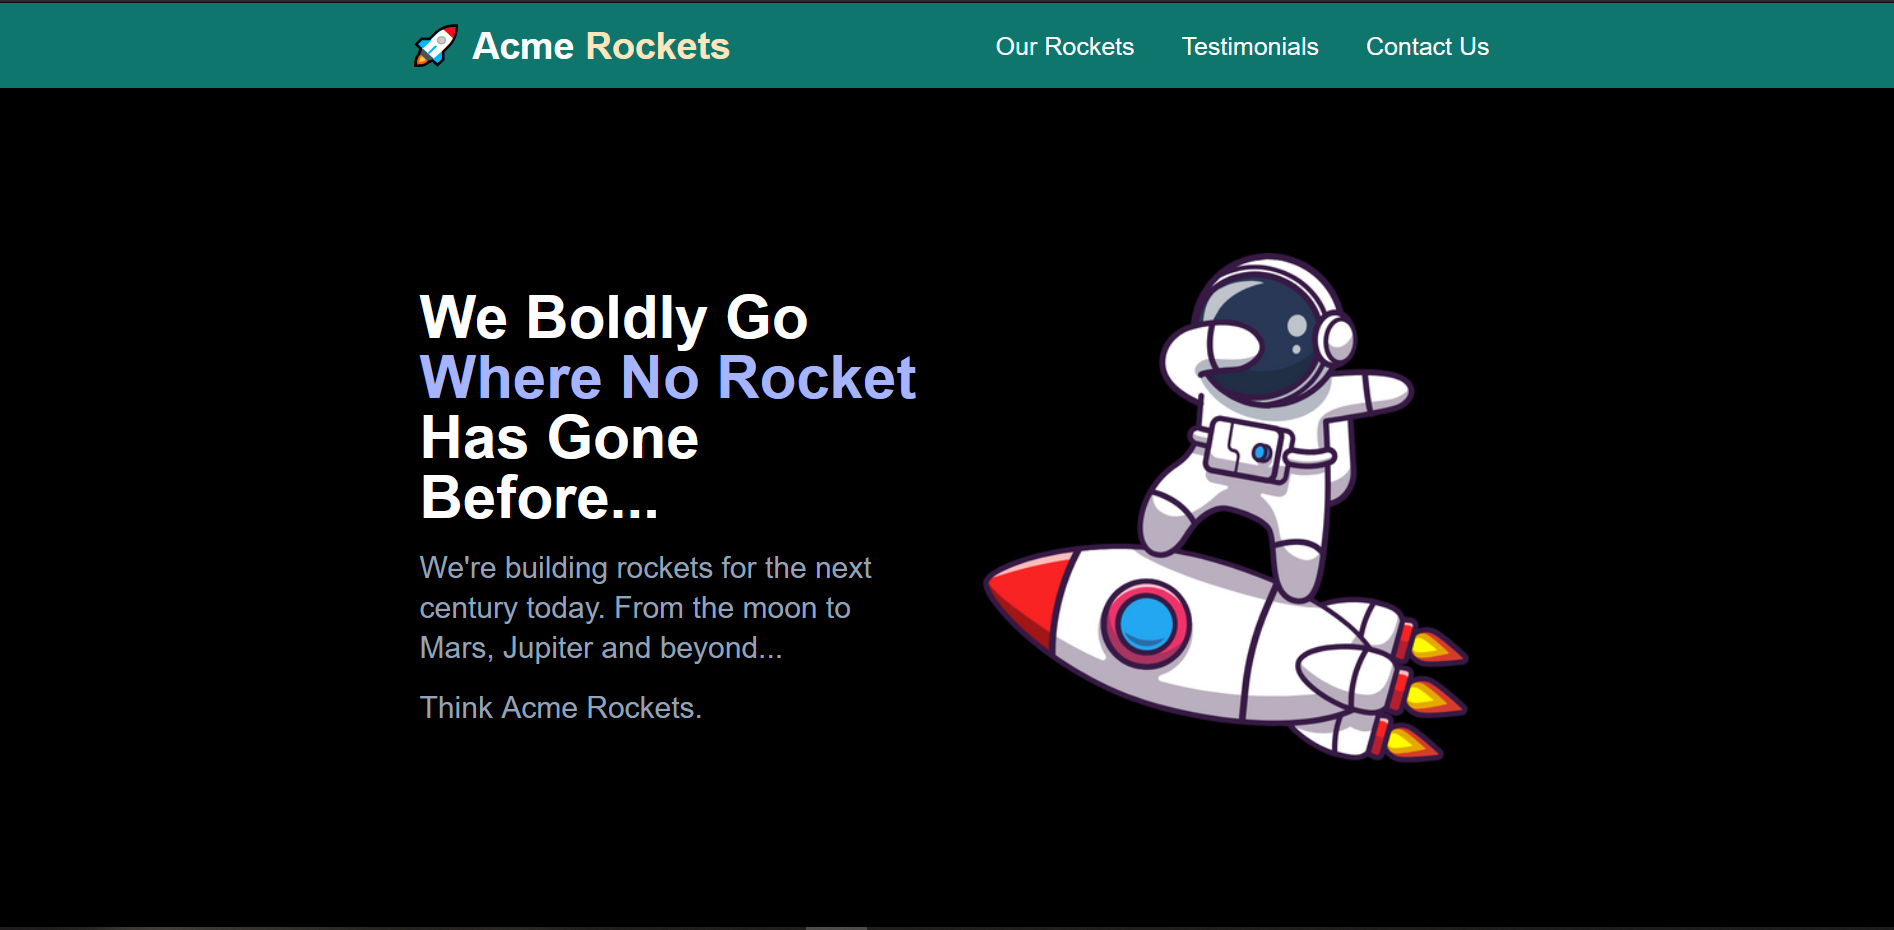 Acme Rockets
Our Rockets
Testimonials
Contact Us
We Boldly Go
Where No Rocket
Has Gone
Before...
We're building rockets for the next
century today. From the moon to
Mars, Jupiter and beyond...
Think Acme Rockets.